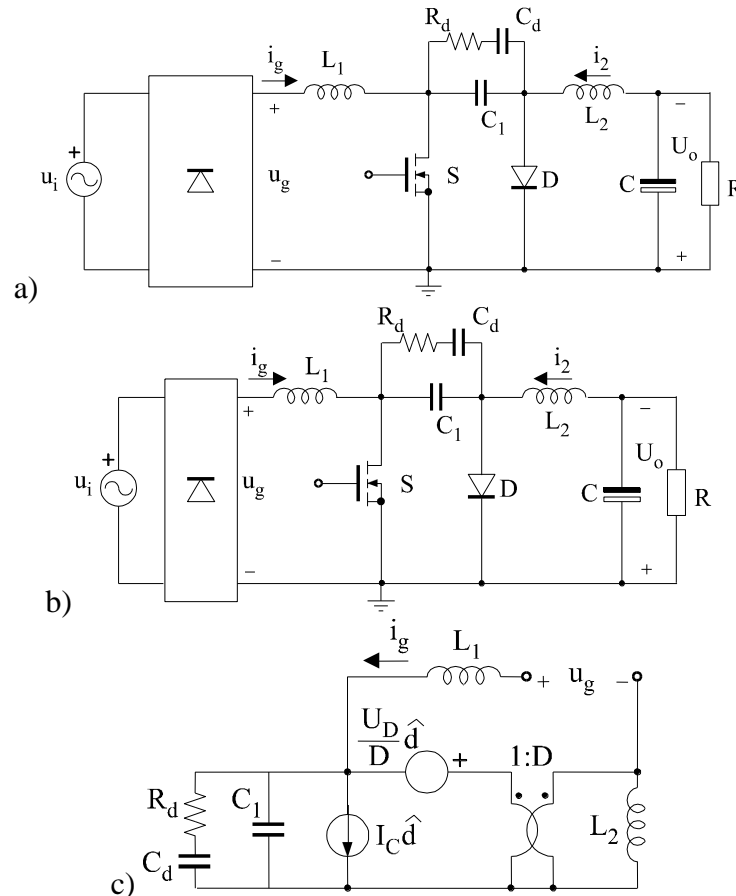 R_d C_d
i_g L_1 i_2
+ C_1 L_2 −
+ U_o
u_i u_g S D C R
− +
a)
R_d C_d
i_g L_1 i_2
+ C_1 L_2 −
+ U_o
u_i u_g S D C R
− +
b)
i_g L_1
+ u_g −
U_D/D d̂ + 1:D
R_d C_1 I_C d̂ L_2
C_d
c)